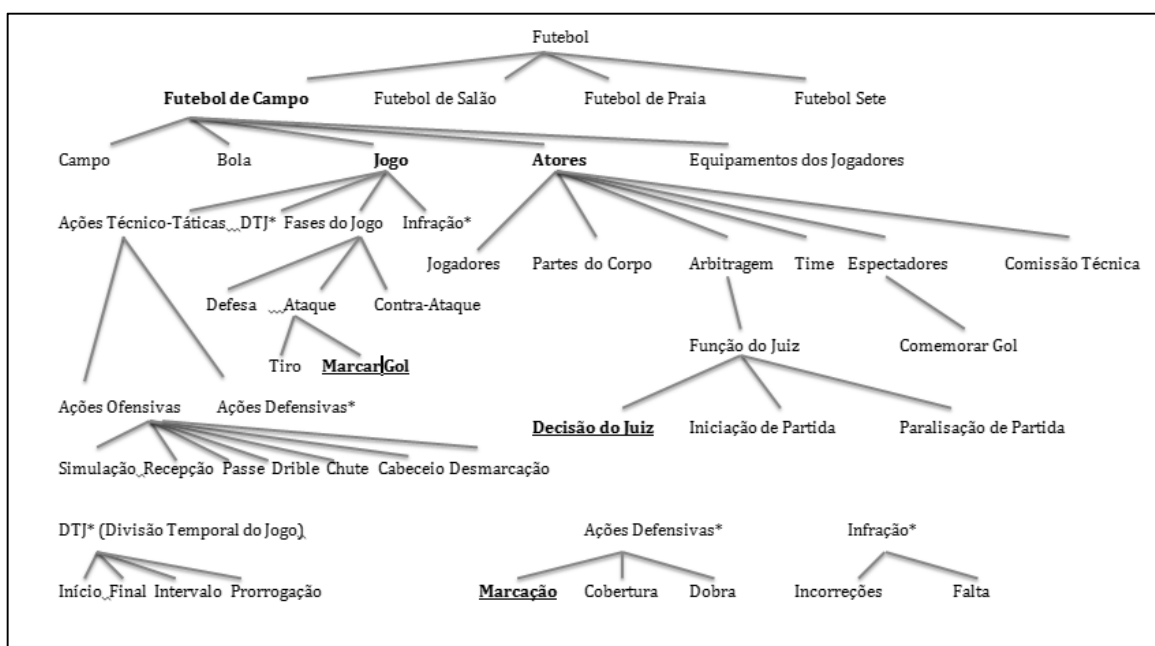 Futebol
Futebol de Campo Futebol de Salão Futebol de Praia Futebol Sete
Campo Bola Jogo Atores Equipamentos dos Jogadores
Ações Técnico-Táticas DTJ* Fases do Jogo Infração*
Jogadores Partes do Corpo Arbitragem Time Espectadores Comissão Técnica
Defesa Ataque Contra-Ataque
Função do Juiz Comemorar Gol
Tiro Marcar Gol
Ações Ofensivas Ações Defensivas*
Decisão do Juiz Iniciação de Partida Paralisação de Partida
Simulação Recepção Passe Drible Chute Cabeceio Desmarcação
DTJ* (Divisão Temporal do Jogo) Ações Defensivas* Infração*
Início Final Intervalo Prorrogação Marcação Cobertura Dobra Incorreções Falta